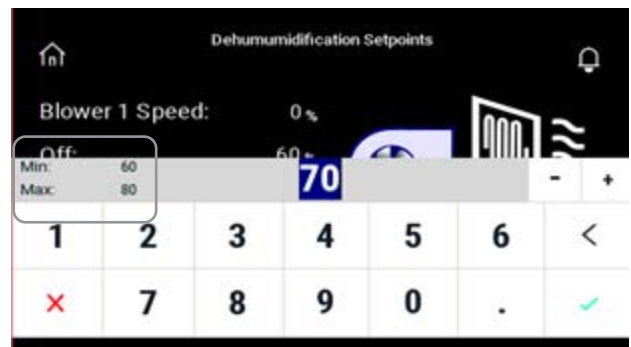 Dehumumidification Setpoints
Blower 1 Speed: 0 %
Off: 60 %
Min: 60
Max: 80
70
- +
1 2 3 4 5 6 <
× 7 8 9 0 . ✓